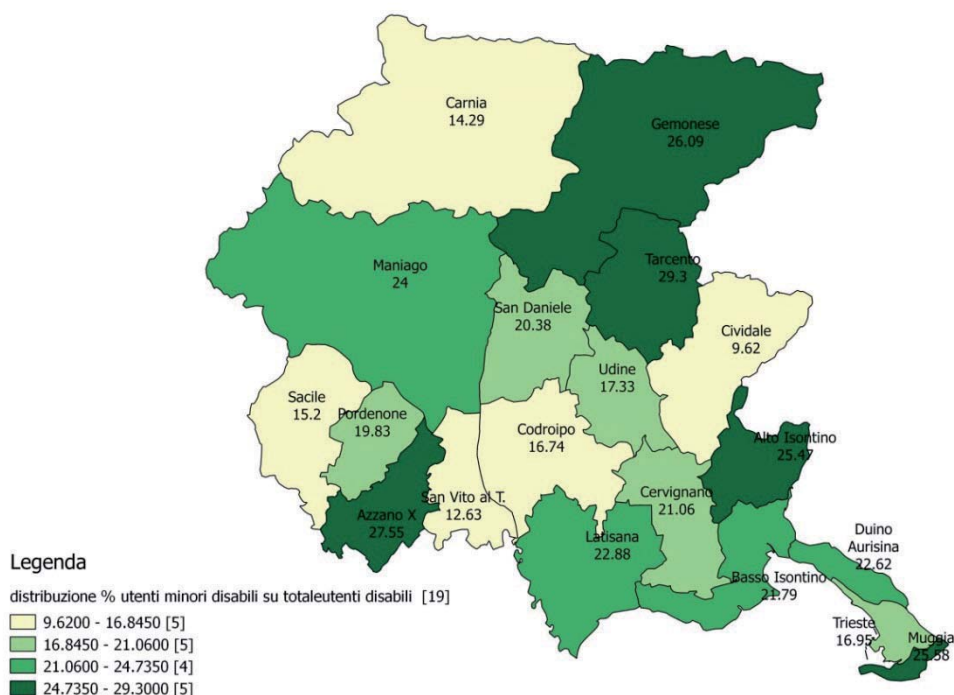 Carnia
14.29
Gemonese
26.09
Maniago
24
Tarcento
29.3
San Daniele
20.38
Cividale
9.62
Udine
17.33
Sacile
15.2
Pordenone
19.83
Codroipo
16.74
Alto Isontino
25.47
San Vito al T.
12.63
Azzano X
27.55
Cervignano
21.06
Latisana
22.88
Duino
Aurisina
22.62
Basso Isontino
21.79
Trieste
16.95
Muggia
25.58
Legenda
distribuzione % utenti minori disabili su totaleutenti disabili [19]
9.6200 - 16.8450 [5]
16.8450 - 21.0600 [5]
21.0600 - 24.7350 [4]
24.7350 - 29.3000 [5]